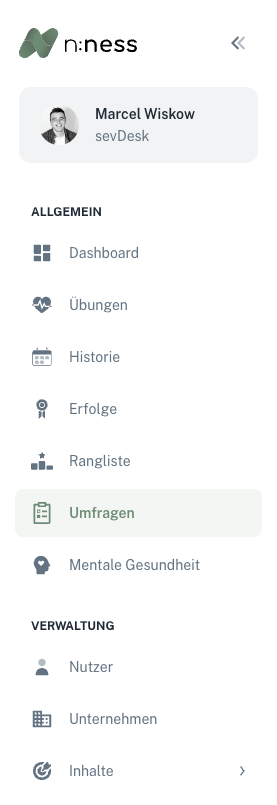 n:ness
Marcel Wiskow
sevDesk
ALLGEMEIN
Dashboard
Übungen
Historie
Erfolge
Rangliste
Umfragen
Mentale Gesundheit
VERWALTUNG
Nutzer
Unternehmen
Inhalte